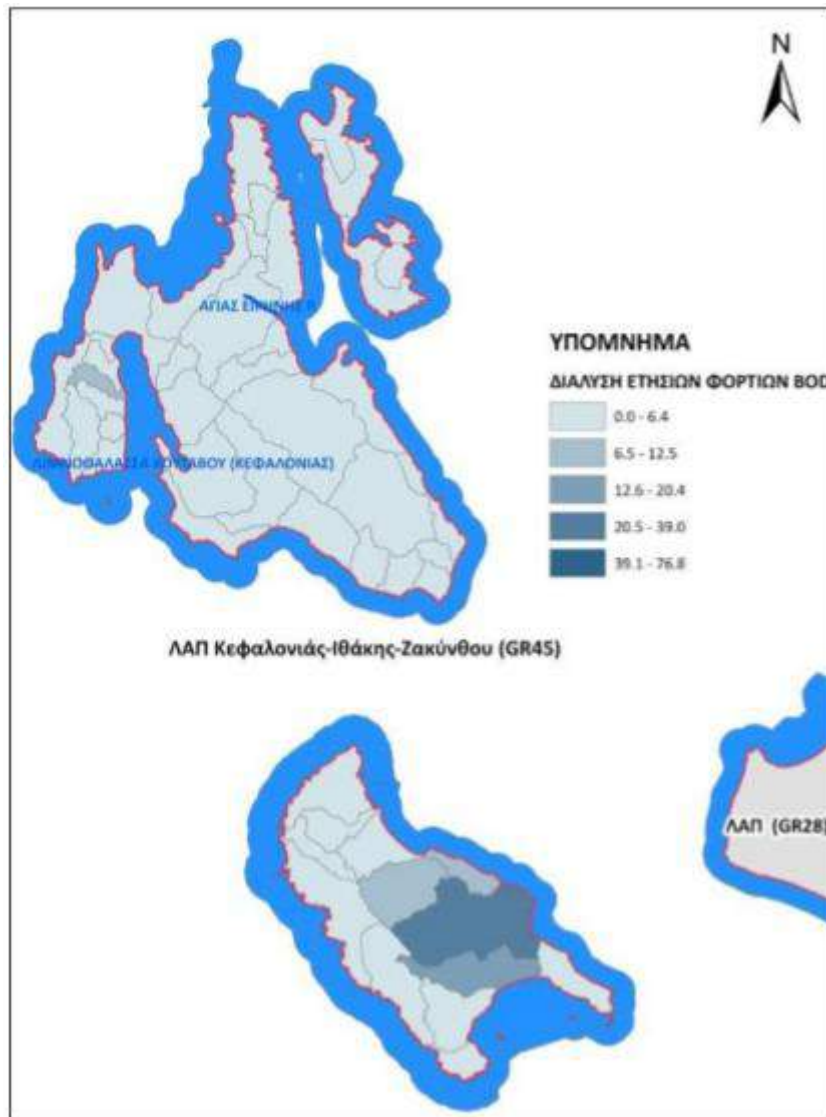 N
ΑΓΙΑΣ ΕΙΡΗΝΗΣ Ρ.
ΥΠΟΜΝΗΜΑ
ΔΙΑΛΥΣΗ ΕΤΗΣΙΩΝ ΦΟΡΤΙΩΝ BOD
0.0 - 6.4
6.5 - 12.5
12.6 - 20.4
20.5 - 39.0
39.1 - 76.8
ΛΙΜΝΟΘΑΛΑΣΣΑ ΚΟΥΤΑΒΟΥ (ΚΕΦΑΛΟΝΙΑΣ)
ΛΑΠ Κεφαλονιάς-Ιθάκης-Ζακύνθου (GR45)
ΛΑΠ (GR28)